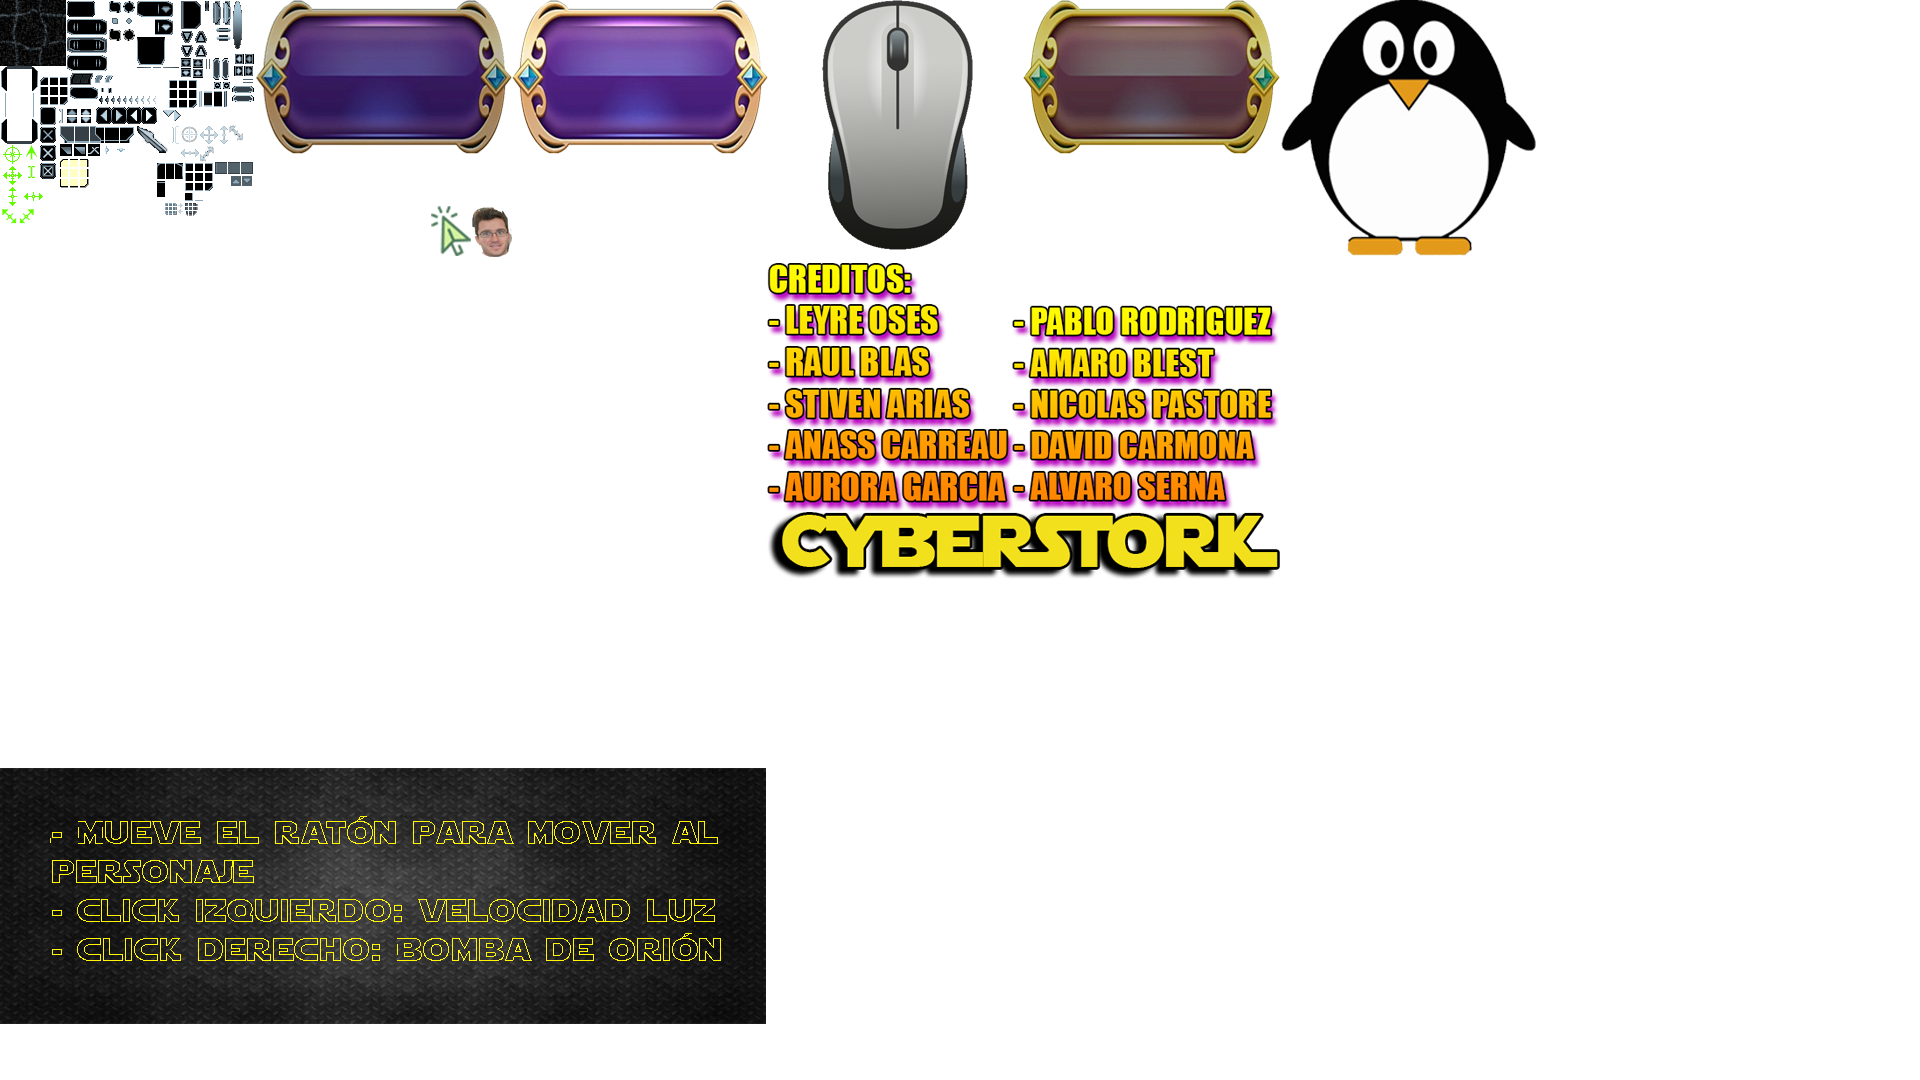 CREDITOS:
- LEYRE OSES
- RAUL BLAS
- STIVEN ARIAS
- ANASS CARREAU
- AURORA GARCIA
- PABLO RODRIGUEZ
- AMARO BLEST
- NICOLAS PASTORE
- DAVID CARMONA
- ALVARO SERNA
CYBERSTORK
- MUEVE EL RATÓN PARA MOVER AL
PERSONAJE
- CLICK IZQUIERDO: VELOCIDAD LUZ
- CLICK DERECHO: BOMBA DE ORIÓN